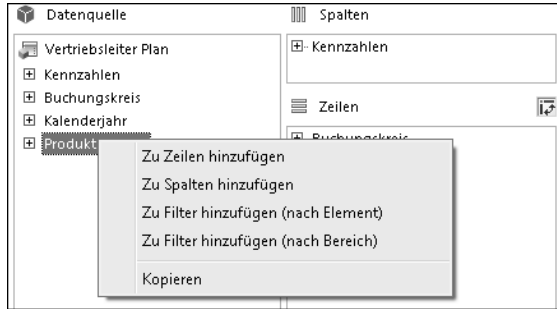 Datenquelle
Spalten
Vertriebsleiter Plan
Kennzahlen
Kennzahlen
Buchungskreis
Kalenderjahr
Zeilen
Produkt
Buchungskreis
Zu Zeilen hinzufügen
Zu Spalten hinzufügen
Zu Filter hinzufügen (nach Element)
Zu Filter hinzufügen (nach Bereich)
Kopieren